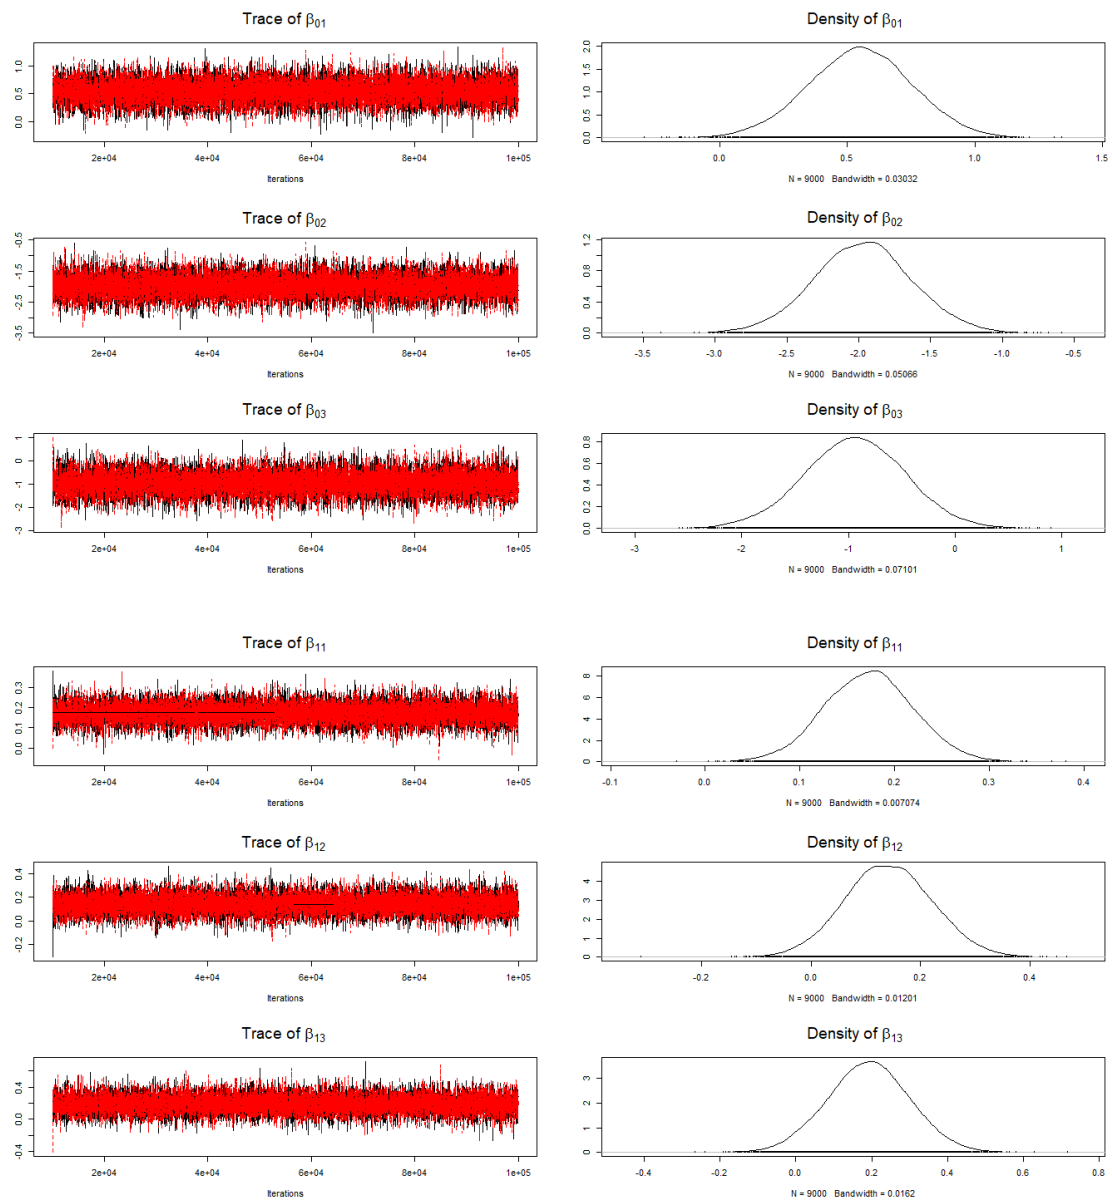 Trace of β01
Density of β01
0.0 0.5 1.0
2e+04 4e+04 6e+04 8e+04 1e+05
Iterations
0.0 0.5 1.0 1.5 2.0
0.0 0.5 1.0 1.5
N = 9000 Bandwidth = 0.03032
Trace of β02
Density of β02
-3.5 -2.5 -1.5 -0.5
2e+04 4e+04 6e+04 8e+04 1e+05
Iterations
0.0 0.4 0.8 1.2
-3.5 -3.0 -2.5 -2.0 -1.5 -1.0 -0.5
N = 9000 Bandwidth = 0.05066
Trace of β03
Density of β03
-3 -2 -1 0 1
2e+04 4e+04 6e+04 8e+04 1e+05
Iterations
0.0 0.2 0.4 0.6 0.8
-3 -2 -1 0 1
N = 9000 Bandwidth = 0.07101
Trace of β11
Density of β11
0.0 0.1 0.2 0.3
2e+04 4e+04 6e+04 8e+04 1e+05
Iterations
0 2 4 6 8
-0.1 0.0 0.1 0.2 0.3 0.4
N = 9000 Bandwidth = 0.007074
Trace of β12
Density of β12
-0.2 0.0 0.2 0.4
2e+04 4e+04 6e+04 8e+04 1e+05
Iterations
0 1 2 3 4
-0.2 0.0 0.2 0.4
N = 9000 Bandwidth = 0.01201
Trace of β13
Density of β13
-0.4 0.0 0.4
2e+04 4e+04 6e+04 8e+04 1e+05
Iterations
0 1 2 3
-0.4 -0.2 0.0 0.2 0.4 0.6 0.8
N = 9000 Bandwidth = 0.0162